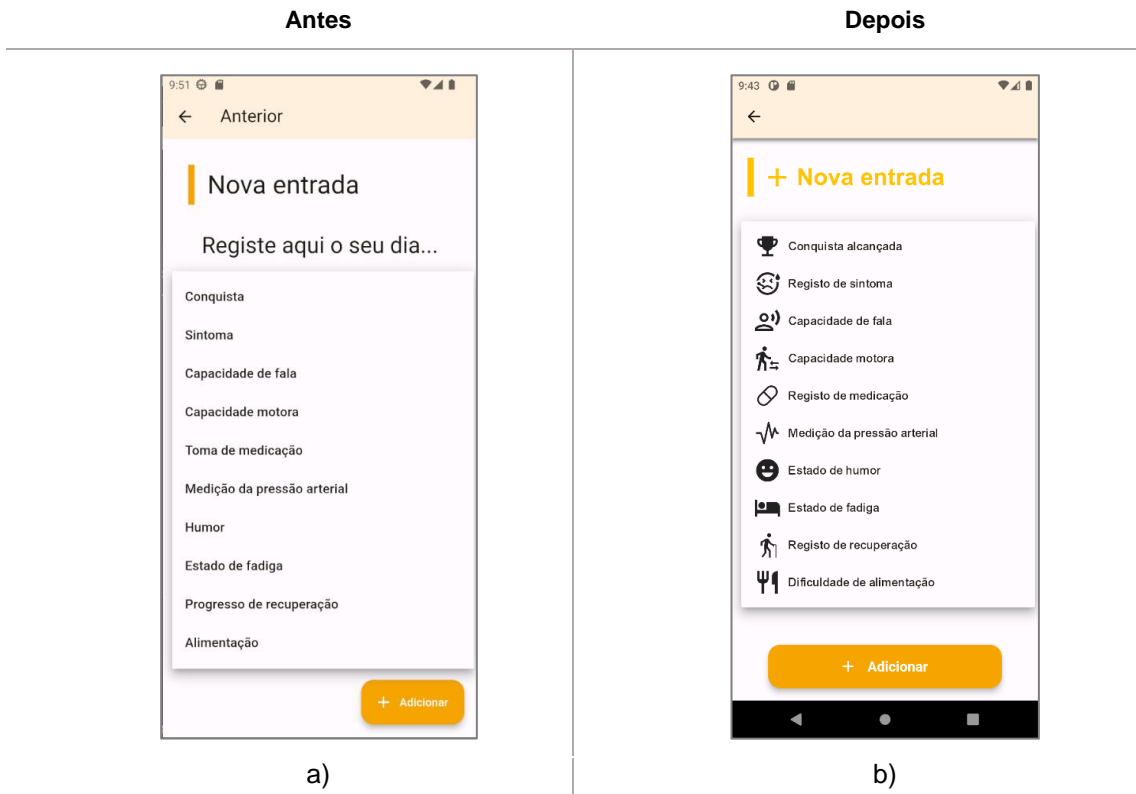 Antes
Depois
9:51
Anterior
Nova entrada
Registe aqui o seu dia...
Conquista
Sintoma
Capacidade de fala
Capacidade motora
Toma de medicação
Medição da pressão arterial
Humor
Estado de fadiga
Progresso de recuperação
Alimentação
+ Adicionar
a)
9:43
+ Nova entrada
Conquista alcançada
Registo de sintoma
Capacidade de fala
Capacidade motora
Registo de medicação
Medição da pressão arterial
Estado de humor
Estado de fadiga
Registo de recuperação
Dificuldade de alimentação
+ Adicionar
b)